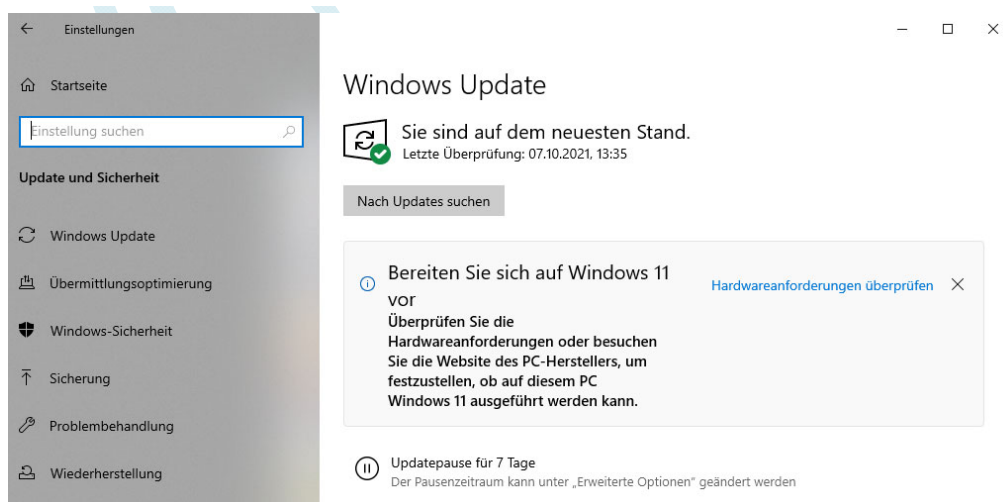 Einstellungen
Startseite
Einstellung suchen
Update und Sicherheit
Windows Update
Übermittlungsoptimierung
Windows-Sicherheit
Sicherung
Problembehandlung
Wiederherstellung
Windows Update
Sie sind auf dem neuesten Stand.
Letzte Überprüfung: 07.10.2021, 13:35
Nach Updates suchen
Bereiten Sie sich auf Windows 11
vor
Überprüfen Sie die
Hardwareanforderungen oder besuchen
Sie die Website des PC-Herstellers, um
festzustellen, ob auf diesem PC
Windows 11 ausgeführt werden kann.
Hardwareanforderungen überprüfen
Updatepause für 7 Tage
Der Pausenzeitraum kann unter „Erweiterte Optionen" geändert werden